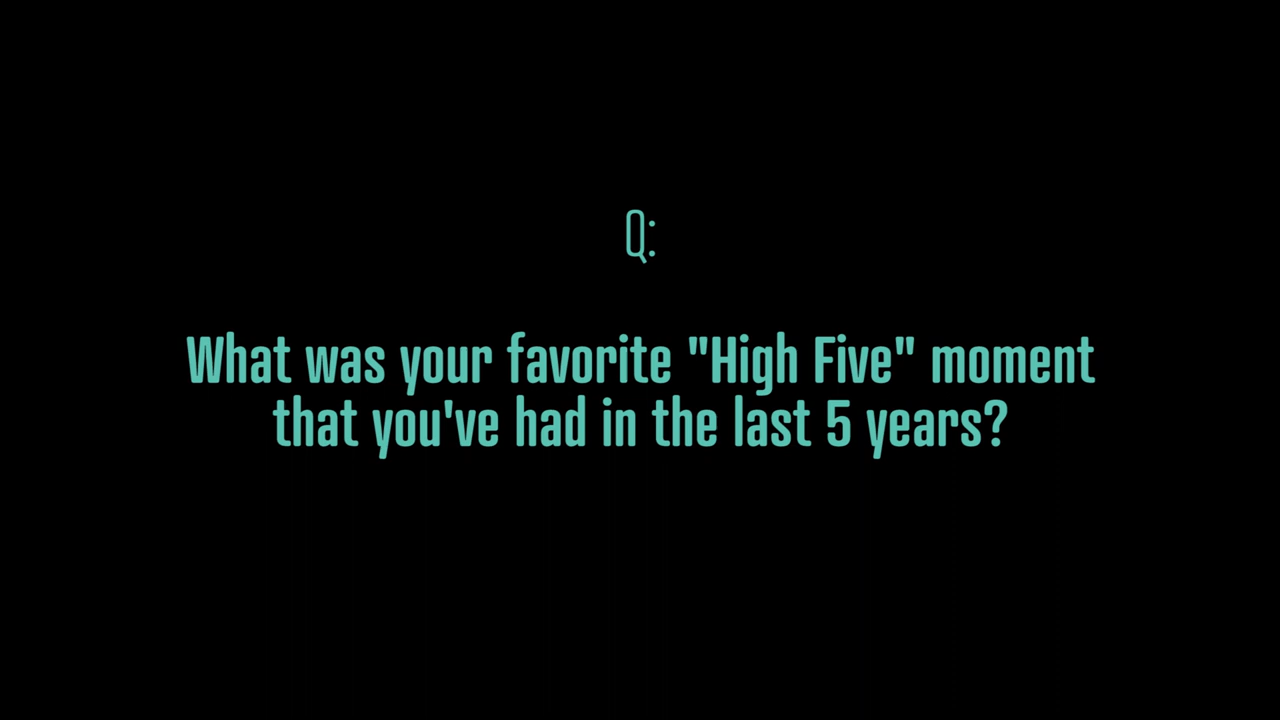 Q:
What was your favorite "High Five" moment
that you've had in the last 5 years?